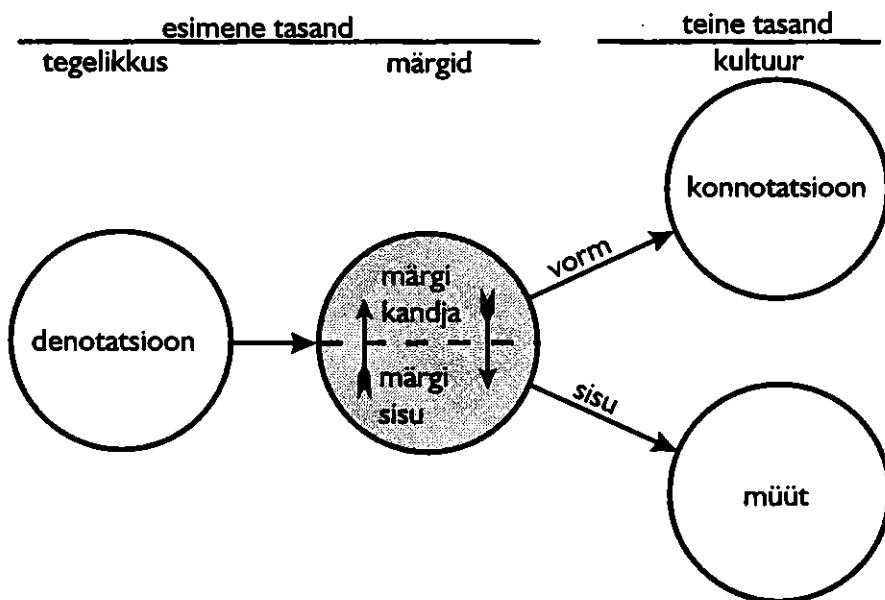 esimene tasand
teine tasand
tegelikkus
märgid
kultuur
konnotatsioon
vorm
märgi
kandja
denotatsioon
märgi
sisu
sisu
müüt